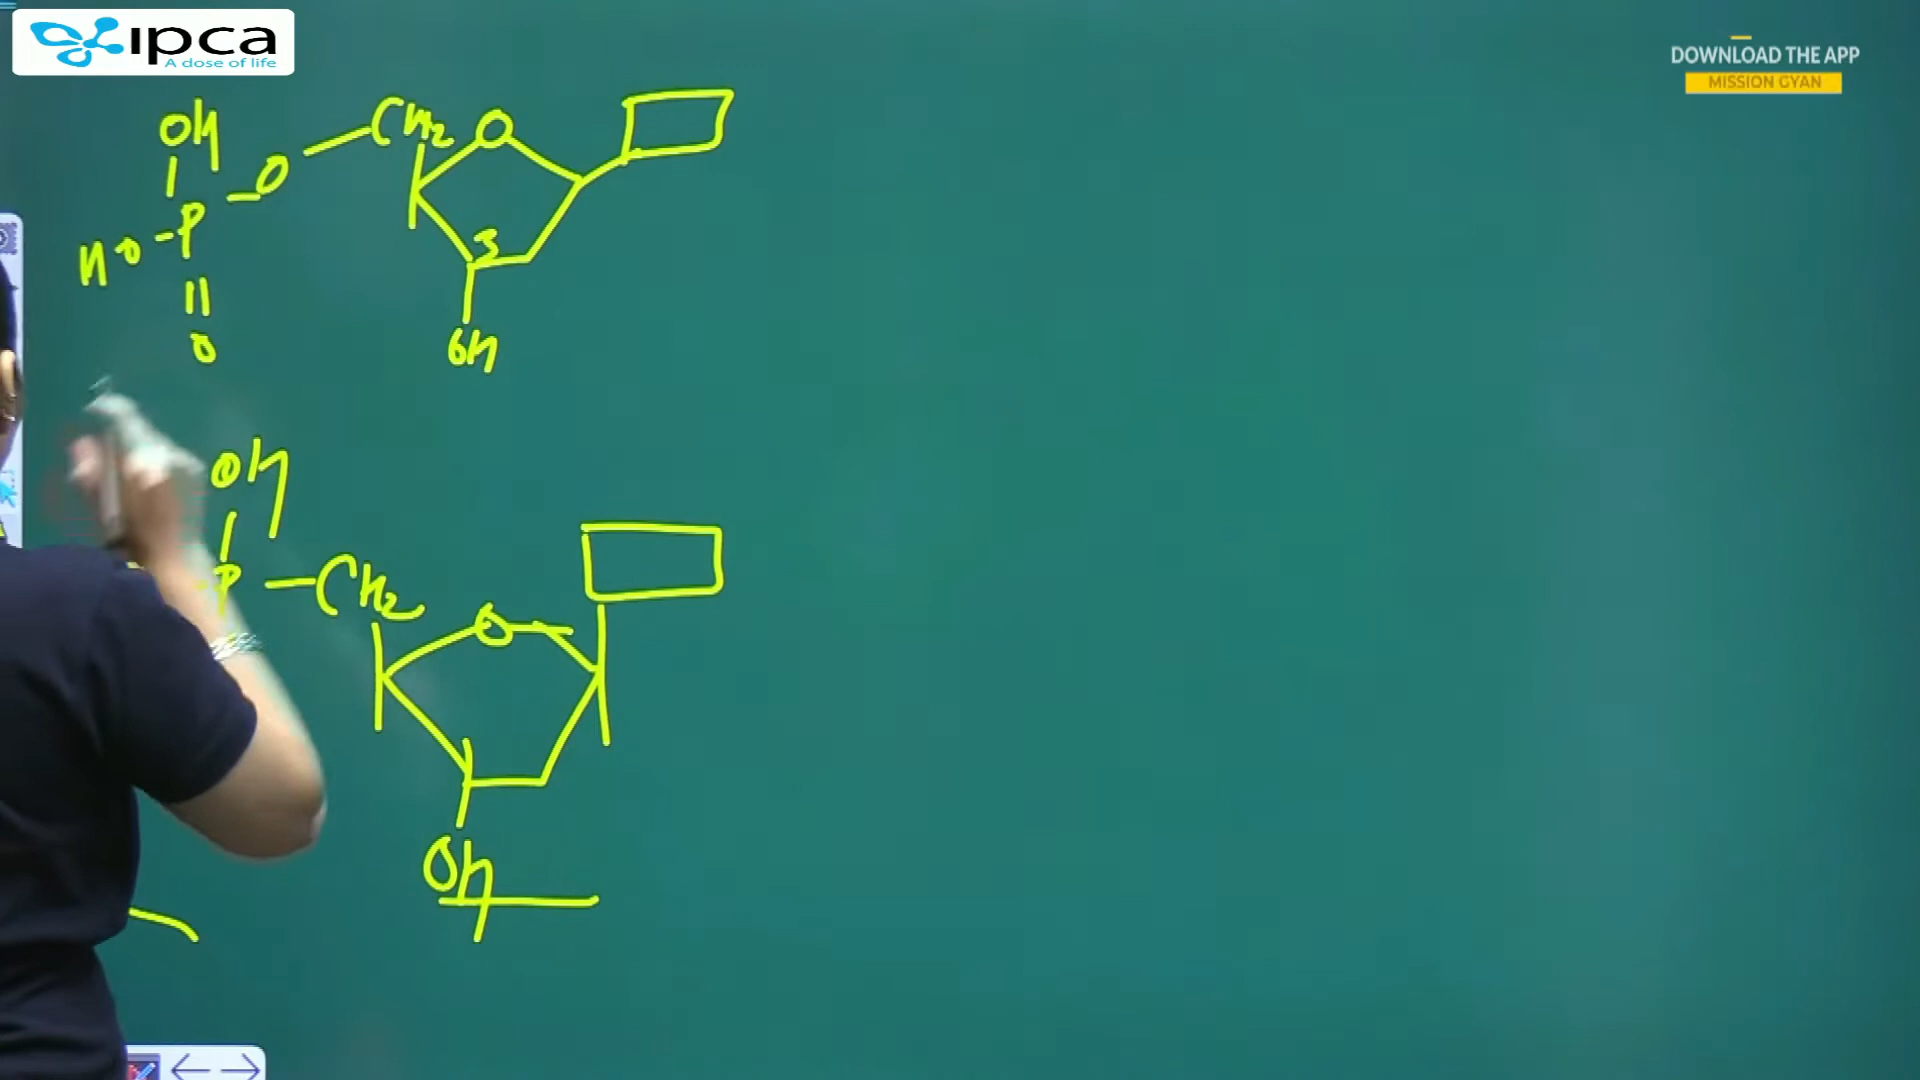 ipca
A dose of life
DOWNLOAD THE APP
MISSION GYAN
OH
CH2 O
P - O
HO
3
O
OH
OH
P - CH2
O
OH